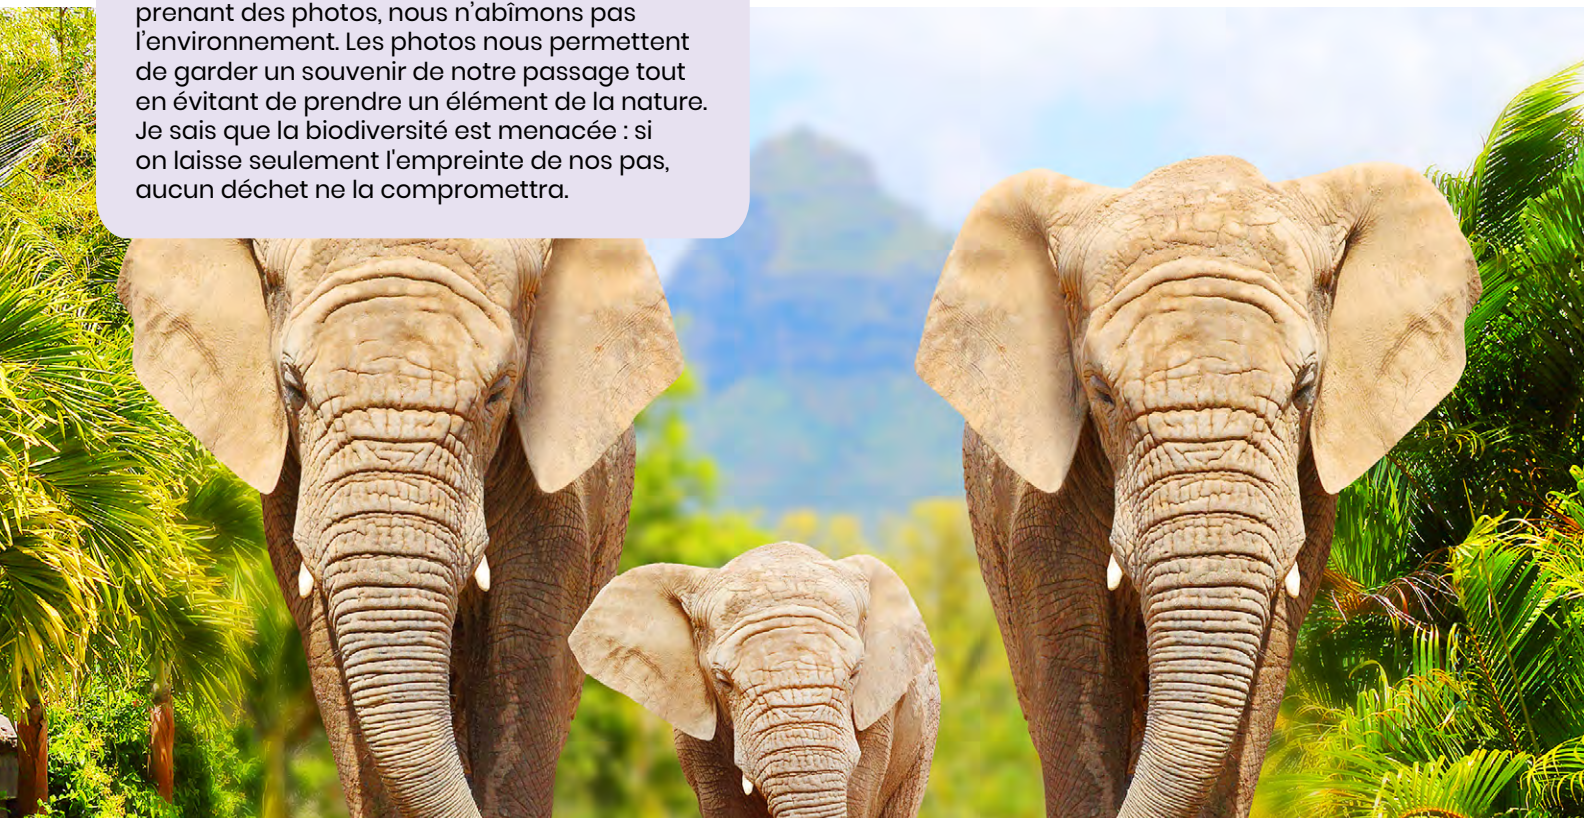 prenant des photos, nous n’abîmons pas
l’environnement. Les photos nous permettent
de garder un souvenir de notre passage tout
en évitant de prendre un élément de la nature.
Je sais que la biodiversité est menacée : si
on laisse seulement l'empreinte de nos pas,
aucun déchet ne la compromettra.